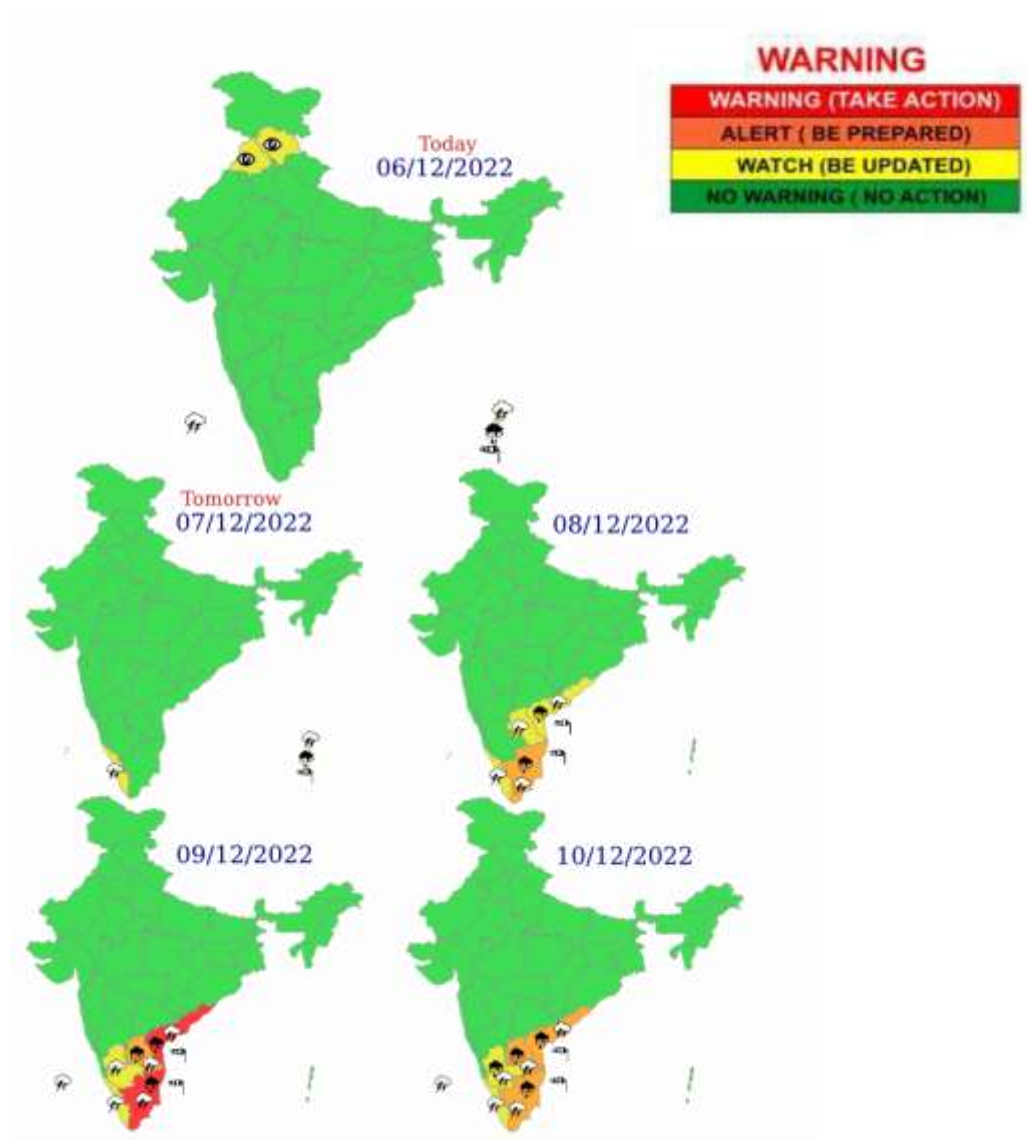 WARNING
WARNING (TAKE ACTION)
ALERT ( BE PREPARED)
WATCH (BE UPDATED)
NO WARNING ( NO ACTION)
Today
06/12/2022
Tomorrow
07/12/2022
08/12/2022
09/12/2022
10/12/2022